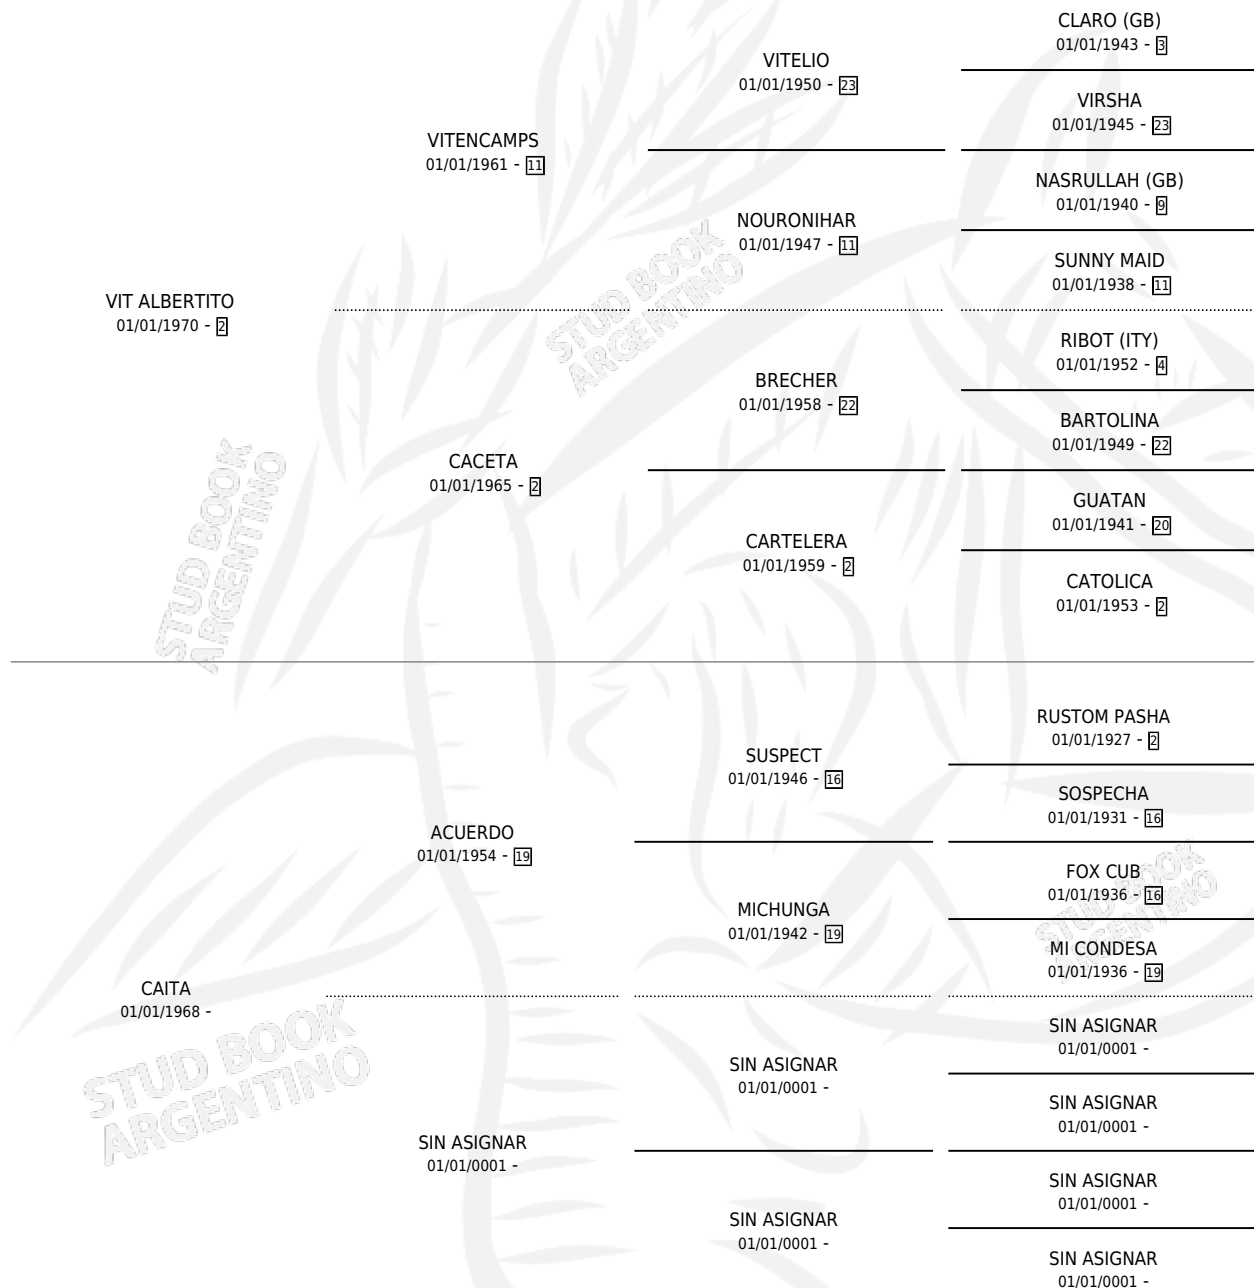 CLARO (GB)
01/01/1943 - 3
VITELIO
01/01/1950 - 23
VIRSHA
01/01/1945 - 23
VITENCAMPS
01/01/1961 - 11
NASRULLAH (GB)
01/01/1940 - 9
NOURONIHAR
01/01/1947 - 11
SUNNY MAID
01/01/1938 - 11
VIT ALBERTITO
01/01/1970 - 2
RIBOT (ITY)
01/01/1952 - 4
BRECHER
01/01/1958 - 22
BARTOLINA
01/01/1949 - 22
CACETA
01/01/1965 - 2
GUATAN
01/01/1941 - 20
CARTELERA
01/01/1959 - 2
CATOLICA
01/01/1953 - 2
STUD BOOK
ARGENTINO
STUD BOOK
ARGENTINO
RUSTOM PASHA
01/01/1927 - 2
SUSPECT
01/01/1946 - 16
SOSPECHA
01/01/1931 - 16
ACUERDO
01/01/1954 - 19
FOX CUB
01/01/1936 - 16
MICHUNGA
01/01/1942 - 19
MI CONDESA
01/01/1936 - 19
STUD BOOK
ARGENTINO
CAITA
01/01/1968 -
SIN ASIGNAR
01/01/0001 -
SIN ASIGNAR
01/01/0001 -
SIN ASIGNAR
01/01/0001 -
SIN ASIGNAR
01/01/0001 -
SIN ASIGNAR
01/01/0001 -
SIN ASIGNAR
01/01/0001 -
SIN ASIGNAR
01/01/0001 -
STUD BOOK
ARGENTINO